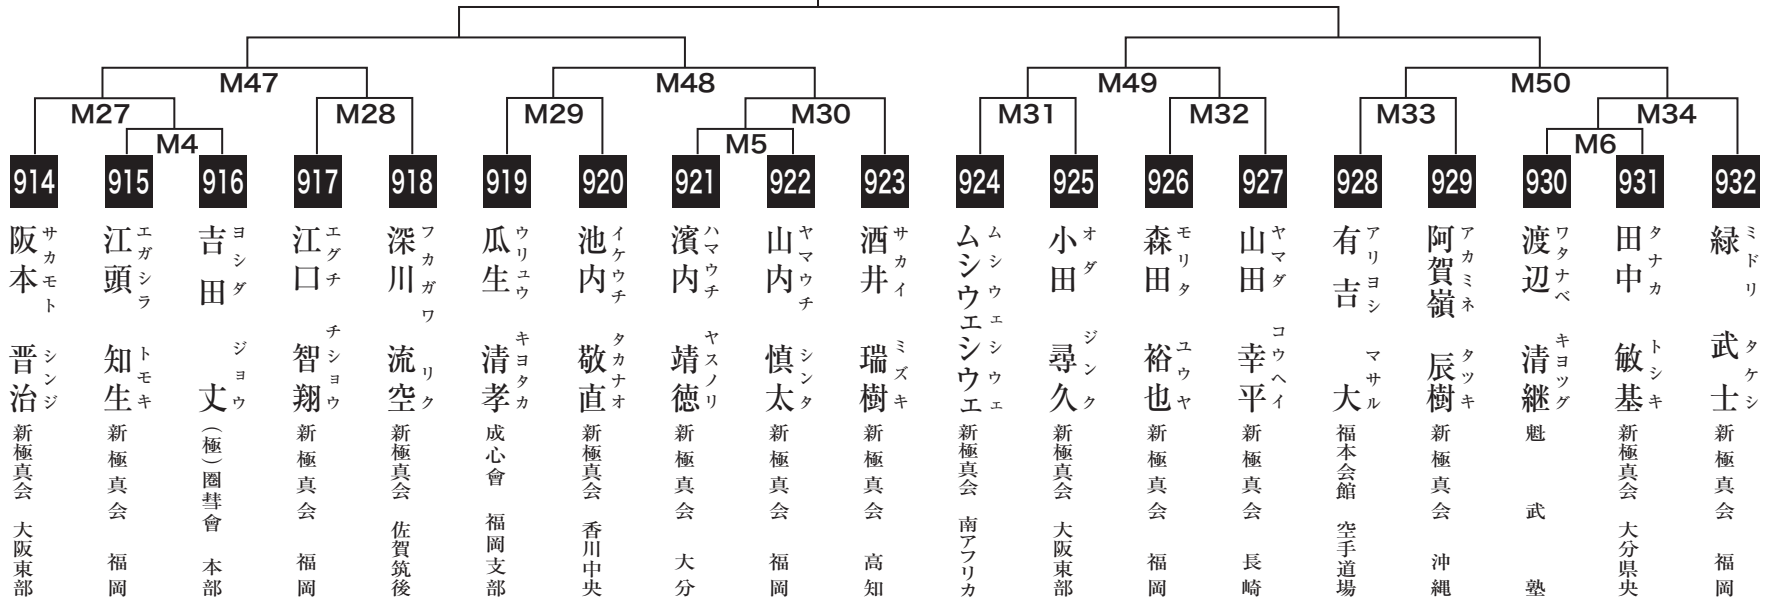 M47
M48
M49
M50
M27
M28
M29
M30
M31
M32
M33
M34
M4
M5
M6
914
阪本 晋治
サカモト シンジ
新極真会 大阪東部
915
江頭 知生
エガシラ トモキ
新極真会 福岡
916
吉田 丈
ヨシダ ジョウ
(極)圏彗會 本部
917
江口 智翔
エグチ チショウ
新極真会 福岡
918
深川 流空
フカガワ リク
新極真会 佐賀筑後
919
瓜生 清孝
ウリュウ キヨタカ
成心會 福岡支部
920
池内 敬直
イケウチ タカナオ
新極真会 香川中央
921
濱内 靖徳
ハマウチ ヤスノリ
新極真会 大分
922
山内 慎太
ヤマウチ シンタ
新極真会 福岡
923
酒井 瑞樹
サカイ ミズキ
新極真会 高知
924
ムシウエシウエ
ムシウェシウェ
新極真会 南アフリカ
925
小田 尋久
オダ ジンク
新極真会 大阪東部
926
森田 裕也
モリタ ユウヤ
新極真会 福岡
927
山田 幸平
ヤマダ コウヘイ
新極真会 長崎
928
有吉 大
アリヨシ マサル
福本会館 空手道場
929
阿賀嶺 辰樹
アカミネ タツキ
新極真会 沖縄
930
渡辺 清継
ワタナベ キヨツグ
魁武塾
931
田中 敏基
タナカ トシキ
新極真会 大分県央
932
緑 武士
ミドリ タケシ
新極真会 福岡